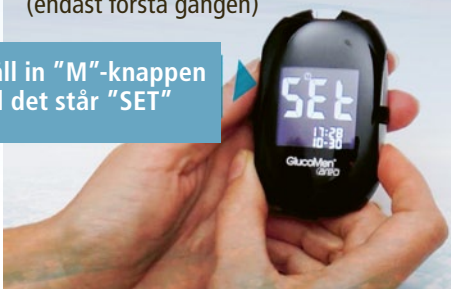 (endast första gången)
ll in "M"-knappen
det står "SET"
SEt
17:28
10-30
GlucoMen®
areo